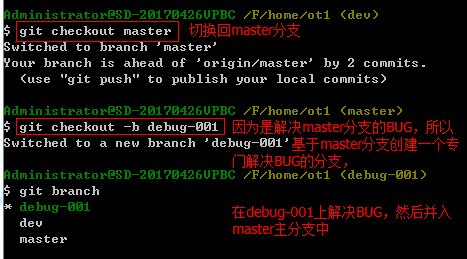 Administrator@SD-20170426VPBC /F/home/ot1 (dev)
$ git checkout master 切换回master分支
Switched to branch 'master'
Your branch is ahead of 'origin/master' by 2 commits.
(use "git push" to publish your local commits)
Administrator@SD-20170426VPBC /F/home/ot1 (master)
$ git checkout -b debug-001 因为是解决master分支的BUG，所以
Switched to a new branch 'debug-001' 基于master分支创建一个专
门解决BUG的分支，
Administrator@SD-20170426VPBC /F/home/ot1 (debug-001)
$ git branch
* debug-001
在debug-001上解决BUG，然后并入
dev
master主分支中
master